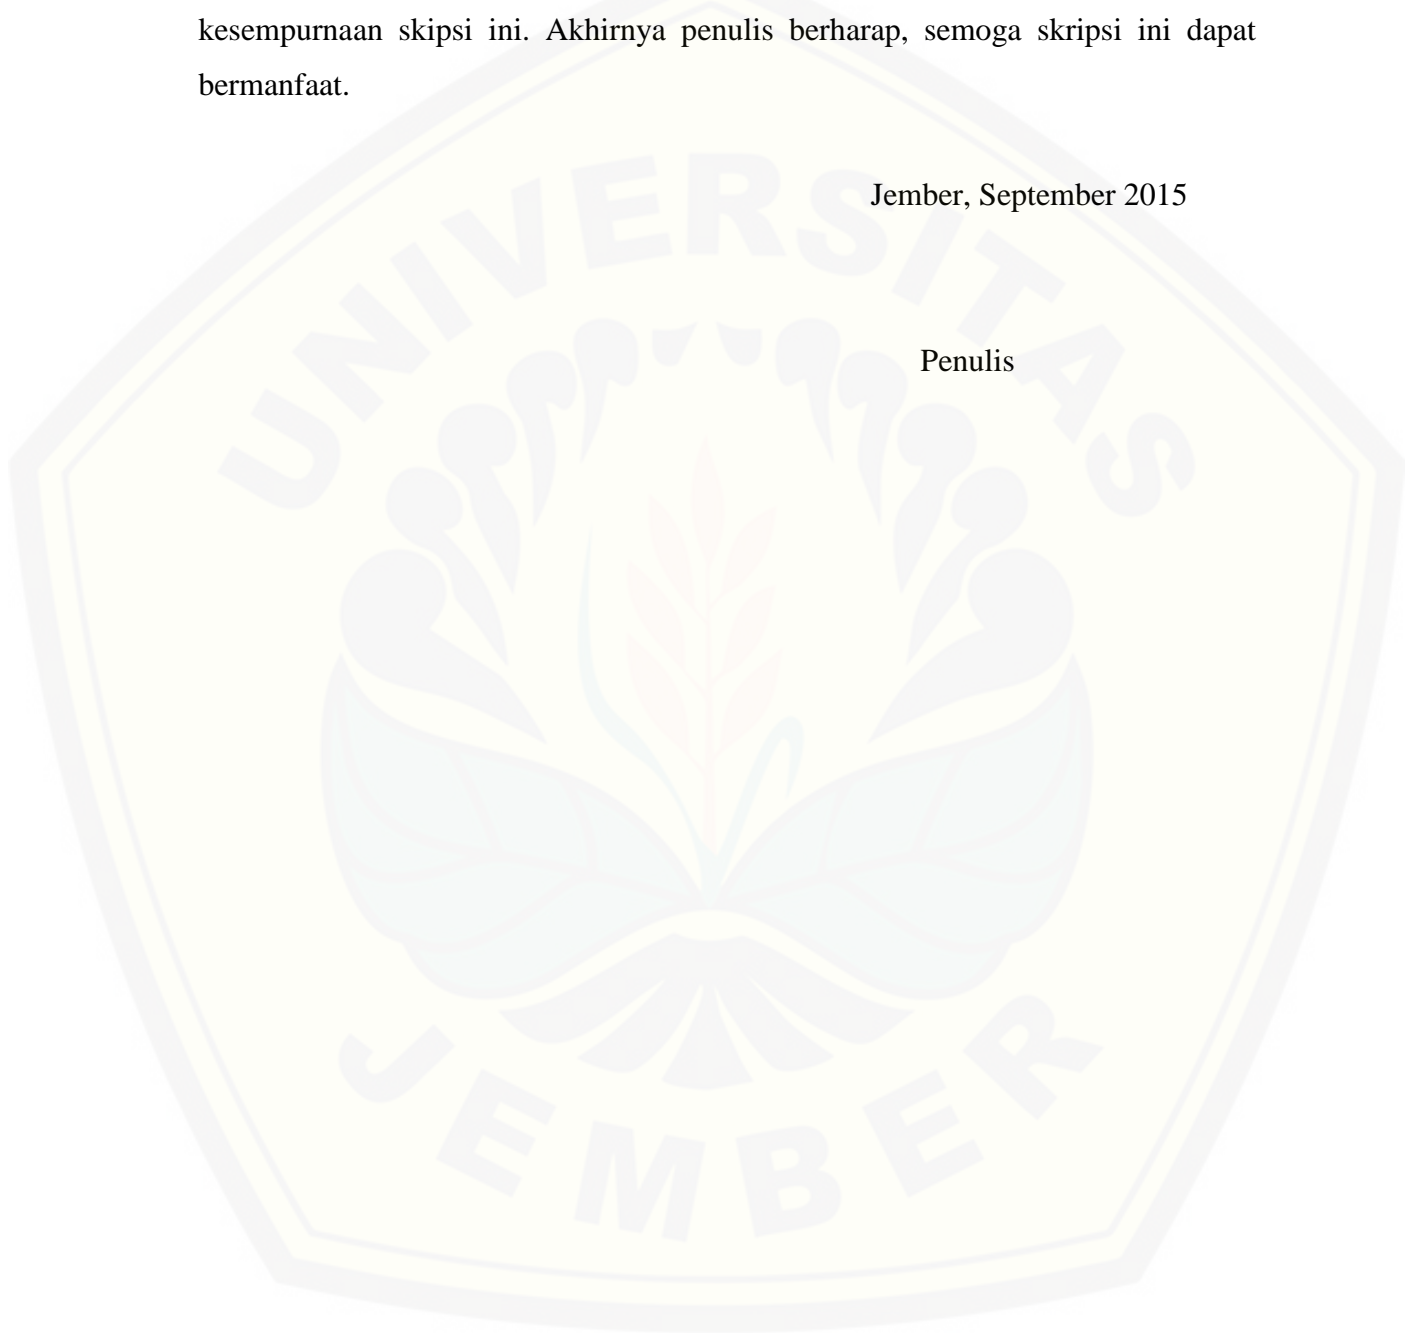 kesempurnaan skipsi ini. Akhirnya penulis berharap, semoga skripsi ini dapat
bermanfaat.
Jember, September 2015
Penulis
UNIVERSITAS
JEMBER